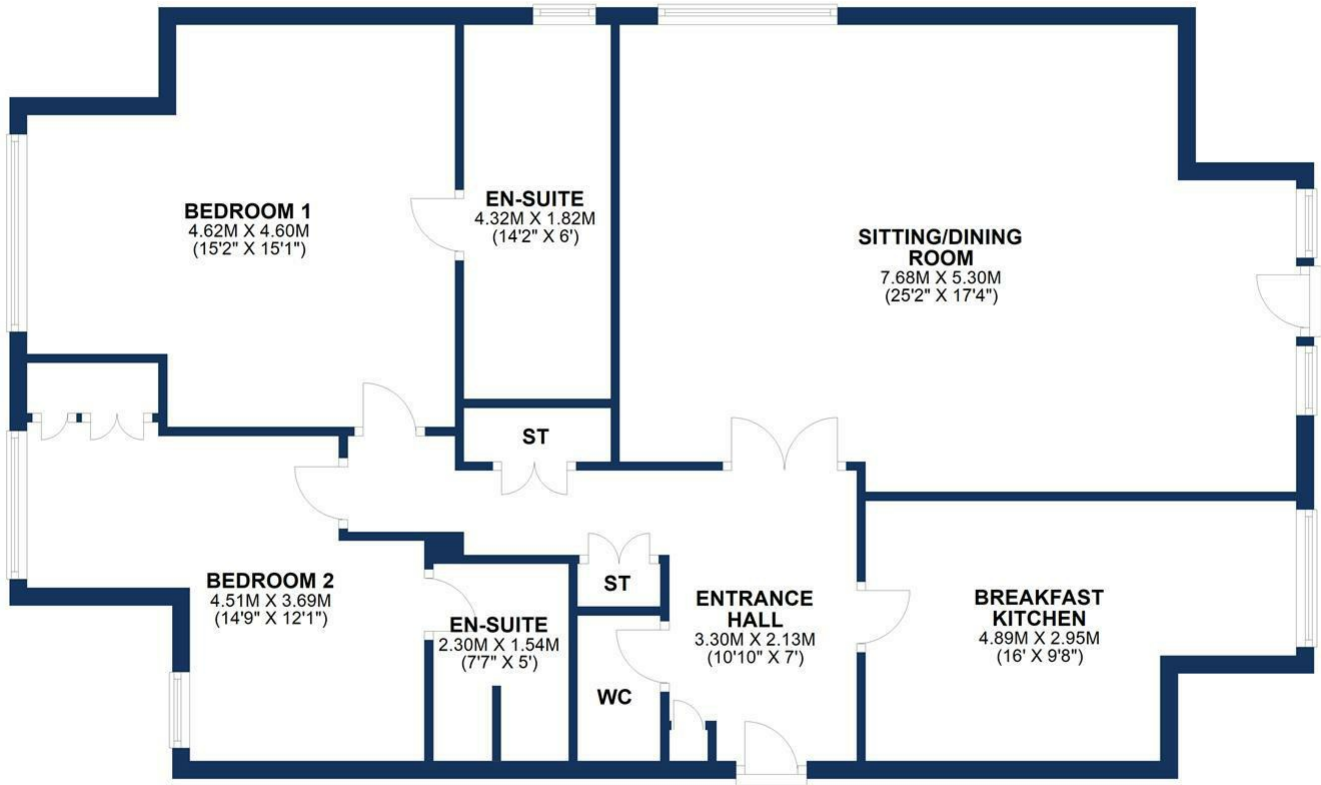 BEDROOM 1
4.62M X 4.60M
(15'2" X 15'1")
EN-SUITE
4.32M X 1.82M
(14'2" X 6')
SITTING/DINING
ROOM
7.68M X 5.30M
(25'2" X 17'4")
ST
BEDROOM 2
4.51M X 3.69M
(14'9" X 12'1")
EN-SUITE
2.30M X 1.54M
(7'7" X 5')
ST
WC
ENTRANCE
HALL
3.30M X 2.13M
(10'10" X 7')
BREAKFAST
KITCHEN
4.89M X 2.95M
(16' X 9'8")